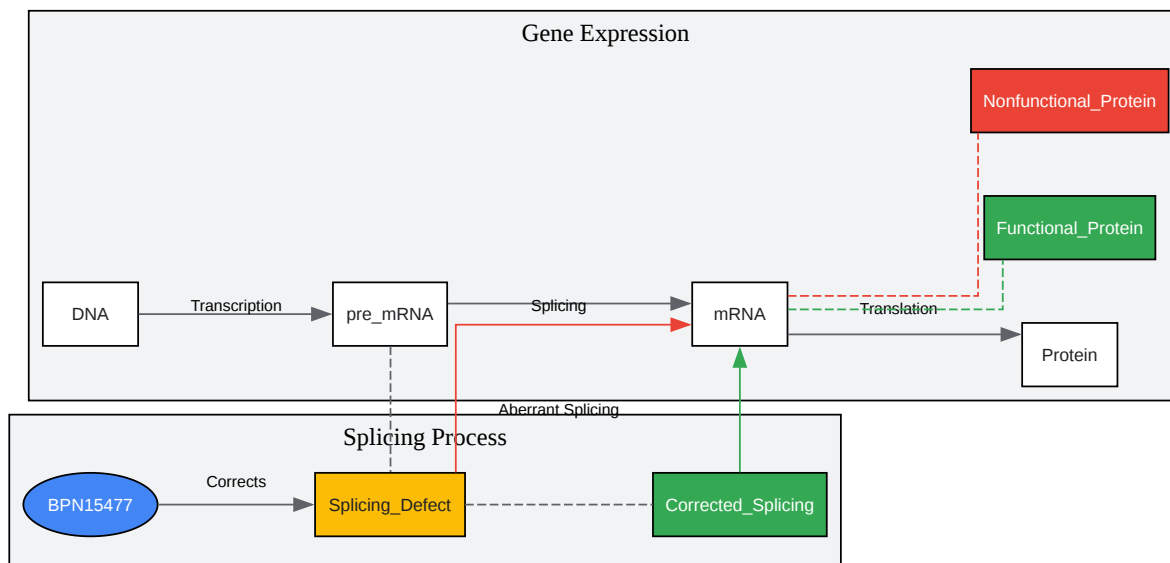 Gene Expression
Nonfunctional_Protein
Functional_Protein
DNA
Transcription
pre_mRNA
Splicing
mRNA
Translation
Protein
Aberrant Splicing
Splicing Process
BPN15477
Corrects
Splicing_Defect
Corrected_Splicing